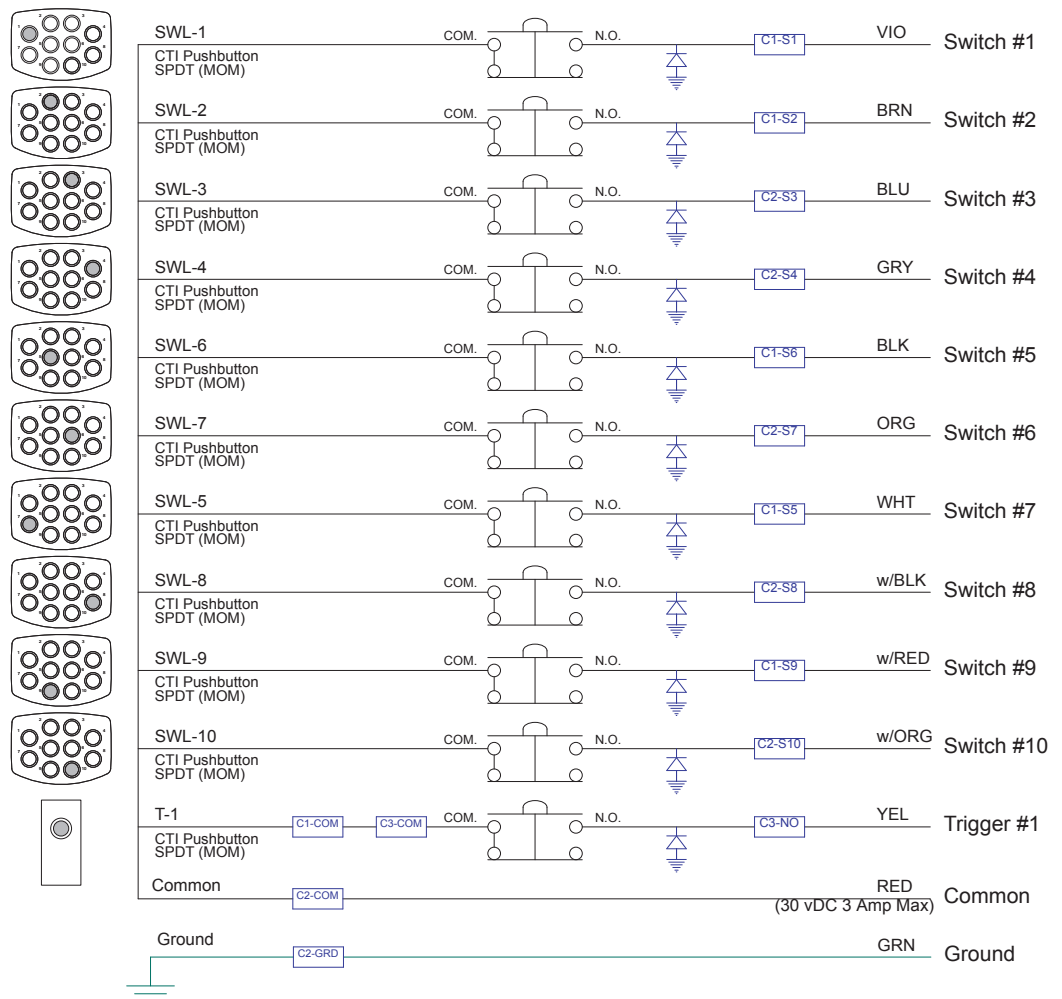 SWL-1 COM. N.O. C1-S1 VIO Switch #1
CTI Pushbutton
SPDT (MOM)
SWL-2 COM. N.O. C1-S2 BRN Switch #2
CTI Pushbutton
SPDT (MOM)
SWL-3 COM. N.O. C2-S3 BLU Switch #3
CTI Pushbutton
SPDT (MOM)
SWL-4 COM. N.O. C2-S4 GRY Switch #4
CTI Pushbutton
SPDT (MOM)
SWL-6 COM. N.O. C1-S6 BLK Switch #5
CTI Pushbutton
SPDT (MOM)
SWL-7 COM. N.O. C2-S7 ORG Switch #6
CTI Pushbutton
SPDT (MOM)
SWL-5 COM. N.O. C1-S5 WHT Switch #7
CTI Pushbutton
SPDT (MOM)
SWL-8 COM. N.O. C2-S8 w/BLK Switch #8
CTI Pushbutton
SPDT (MOM)
SWL-9 COM. N.O. C1-S9 w/RED Switch #9
CTI Pushbutton
SPDT (MOM)
SWL-10 COM. N.O. C2-S10 w/ORG Switch #10
CTI Pushbutton
SPDT (MOM)
T-1 C1-COM C3-COM COM. N.O. C3-NO YEL Trigger #1
CTI Pushbutton
SPDT (MOM)
Common C2-COM RED Common
(30 vDC 3 Amp Max)
Ground C2-GRD GRN Ground